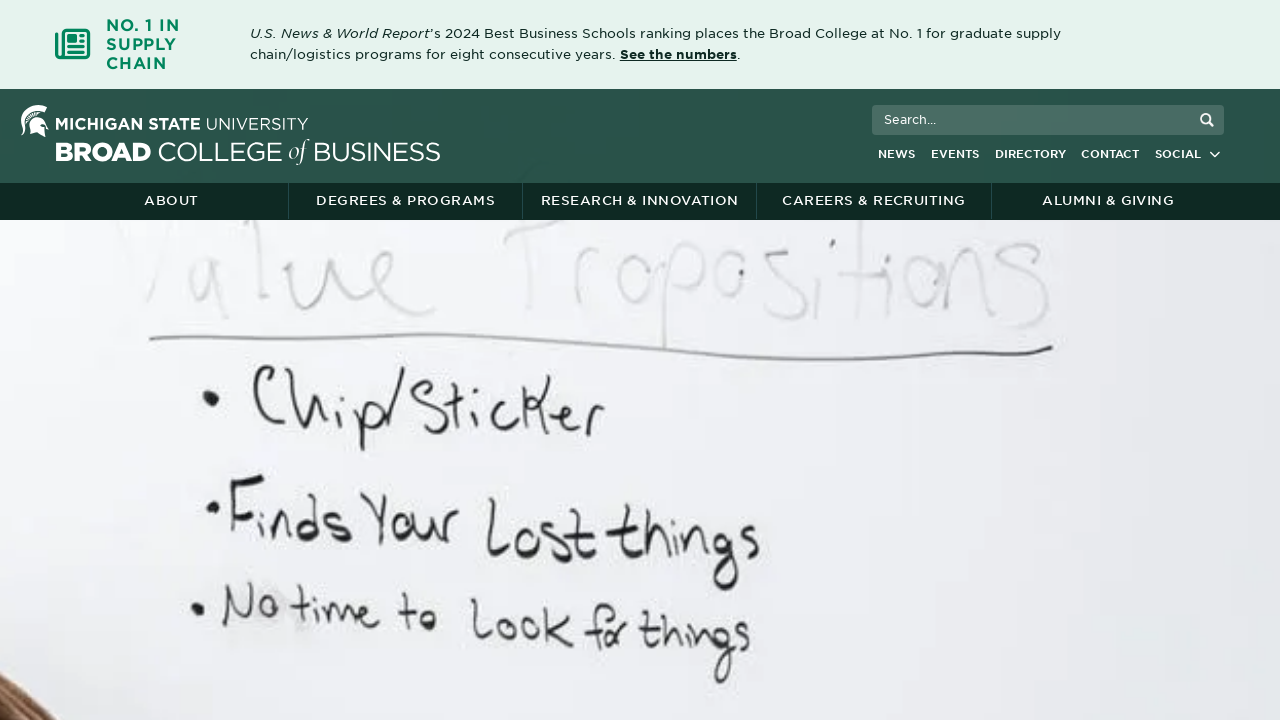 NO. 1 IN
SUPPLY
CHAIN
U.S. News & World Report's 2024 Best Business Schools ranking places the Broad College at No. 1 for graduate supply
chain/logistics programs for eight consecutive years. See the numbers.
MICHIGAN STATE UNIVERSITY
BROAD COLLEGE of BUSINESS
Search...
NEWS EVENTS DIRECTORY CONTACT SOCIAL
ABOUT DEGREES & PROGRAMS RESEARCH & INNOVATION CAREERS & RECRUITING ALUMNI & GIVING
Value Propositions
• Chip/Sticker
• Finds Your Lost things
• No time to Look for things